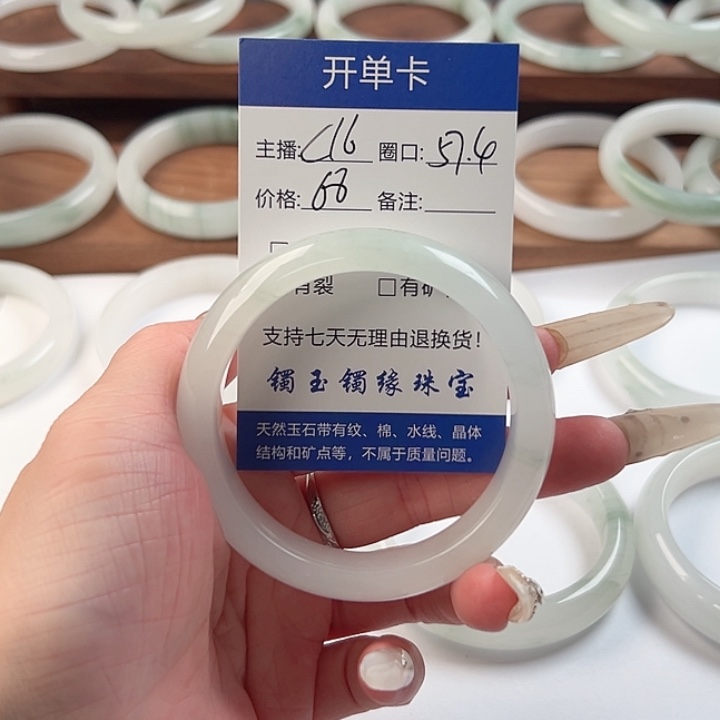 开单卡
主播:C16 圈口:57.4
价格:68 备注:
有裂 □有矿
支持七天无理由退换货!
镯玉镯缘珠宝
天然玉石带有纹、棉、水线、晶体
结构和矿点等，不属于质量问题。